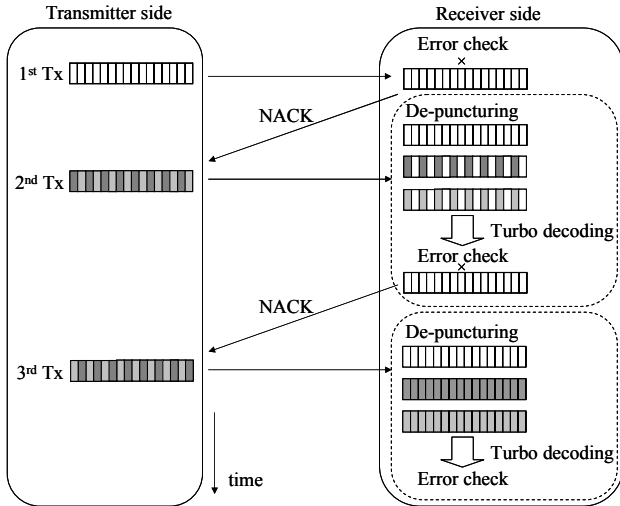 Transmitter side
Receiver side
Error check
×
1st Tx
NACK
De-puncturing
2nd Tx
Turbo decoding
Error check
×
NACK
De-puncturing
3rd Tx
Turbo decoding
time
Error check